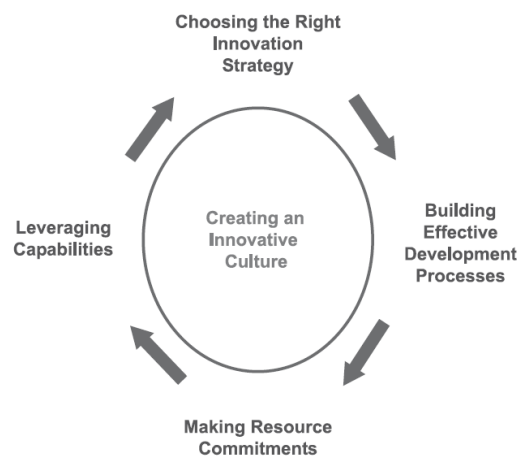 Choosing the Right
Innovation
Strategy
Building
Effective
Development
Processes
Making Resource
Commitments
Leveraging
Capabilities
Creating an
Innovative
Culture